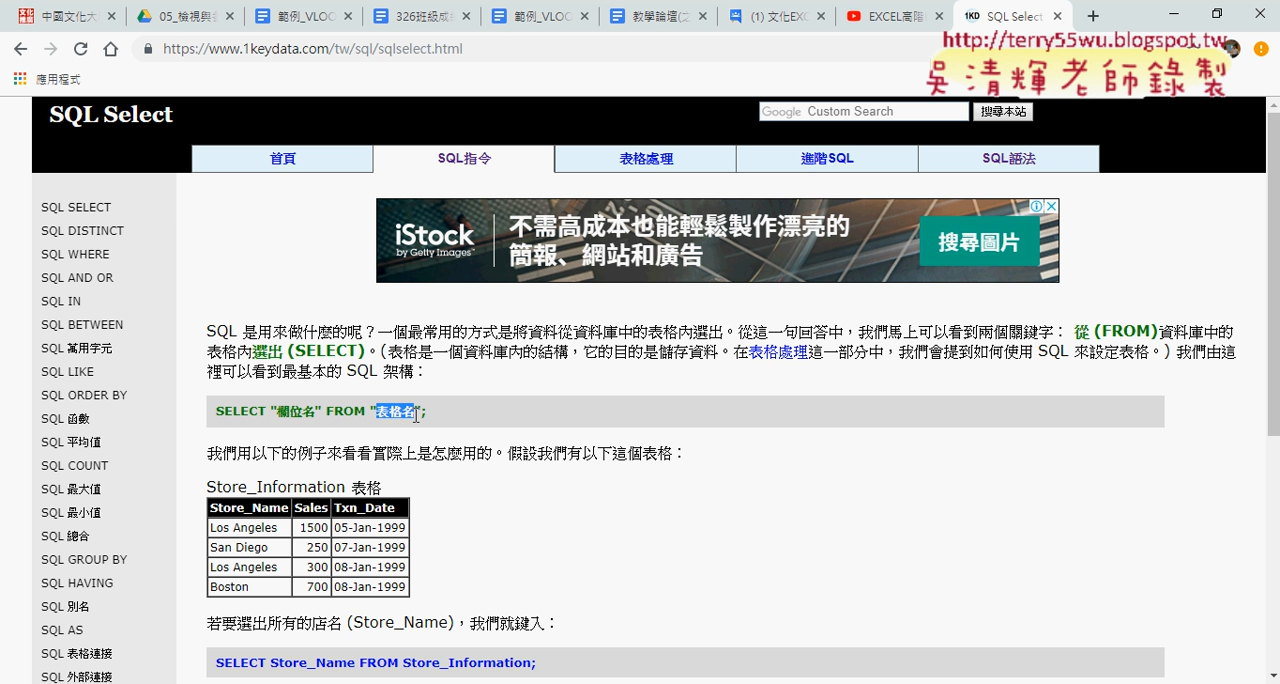 中國文化大
05_檢視與參
範例_VLOC
326班級成績
範例_VLOC
教學論壇(之
(1) 文化EXC
EXCEL高階
1KD SQL Select
https://www.1keydata.com/tw/sql/sqlselect.html
http://terry55wu.blogspot.tw
吳清輝老師錄製
應用程式
SQL Select
Google Custom Search
搜尋本站
首頁
SQL指令
表格處理
進階SQL
SQL語法
SQL SELECT
SQL DISTINCT
SQL WHERE
SQL AND OR
SQL IN
SQL BETWEEN
SQL 萬用字元
SQL LIKE
SQL ORDER BY
SQL 函數
SQL 平均值
SQL COUNT
SQL 最大值
SQL 最小值
SQL 總合
SQL GROUP BY
SQL HAVING
SQL 別名
SQL AS
SQL 表格連接
SQL 外部連接
iStock
by Getty Images™
不需高成本也能輕鬆製作漂亮的
簡報、網站和廣告
搜尋圖片
SQL 是用來做什麼的呢？一個最常用的方式是將資料從資料庫中的表格內選出。從這一句回答中，我們馬上可以看到兩個關鍵字： 從 (FROM)資料庫中的
表格內選出 (SELECT)。（表格是一個資料庫內的結構，它的目的是儲存資料。在表格處理這一部分中，我們會提到如何使用 SQL 來設定表格。）我們由這
裡可以看到最基本的 SQL 架構：
SELECT "欄位名" FROM "表格名";
我們用以下的例子來看看實際上是怎麼用的。假設我們有以下這個表格：
Store_Information 表格
Store_Name Sales Txn_Date
Los Angeles 1500 05-Jan-1999
San Diego 250 07-Jan-1999
Los Angeles 300 08-Jan-1999
Boston 700 08-Jan-1999
若要選出所有的店名 (Store_Name)，我們就鍵入：
SELECT Store_Name FROM Store_Information;